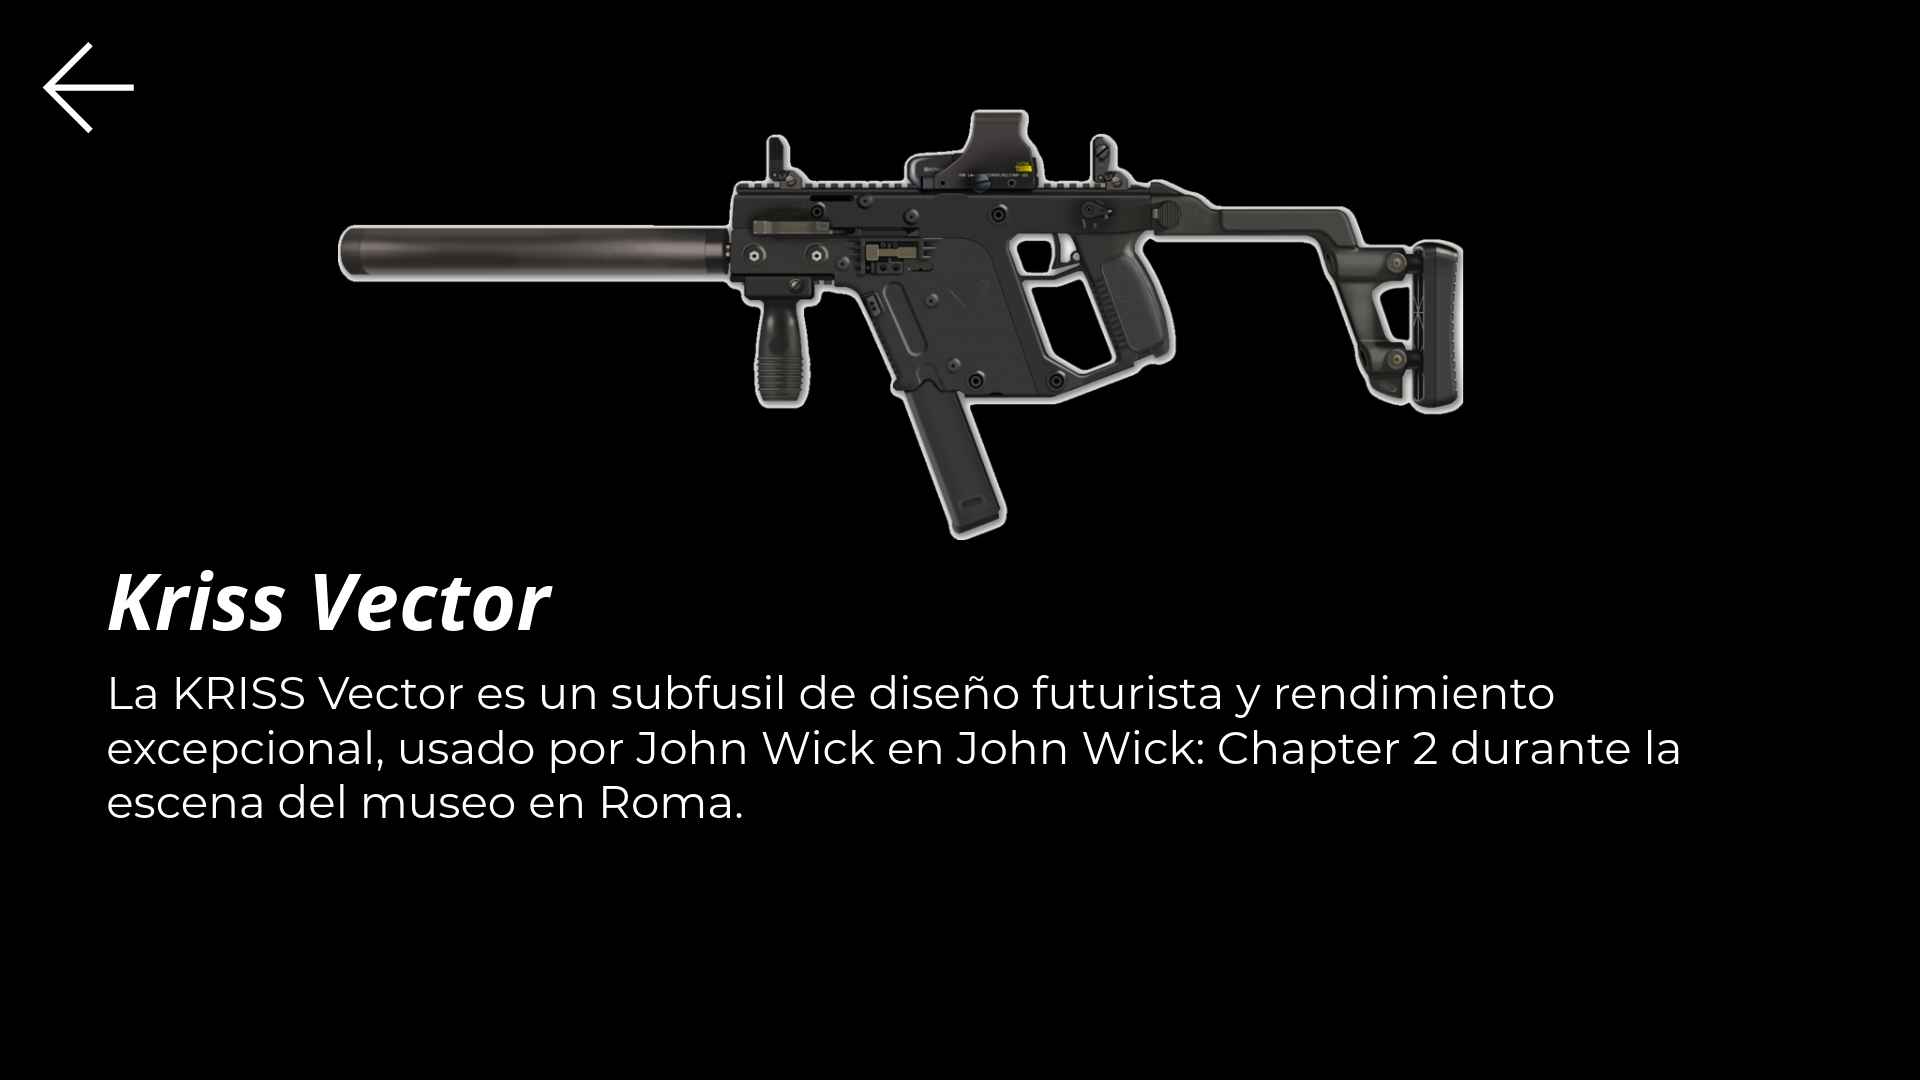 Kriss Vector
La KRISS Vector es un subfusil de diseño futurista y rendimiento
excepcional, usado por John Wick en John Wick: Chapter 2 durante la
escena del museo en Roma.